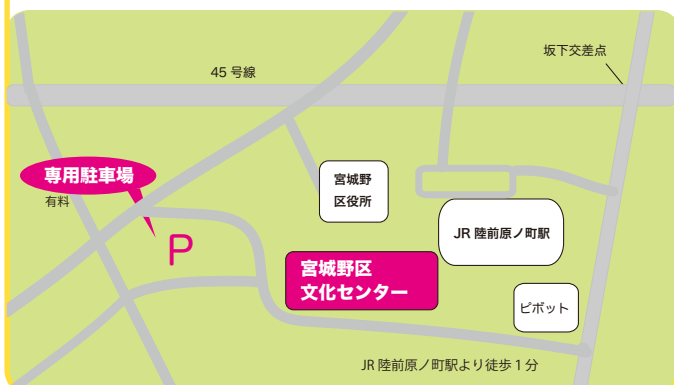 坂下交差点
45 号線
専用駐車場
有料
P
宮城野
区役所
JR 陸前原ノ町駅
宮城野区
文化センター
ピボット
JR 陸前原ノ町駅より徒歩 1 分